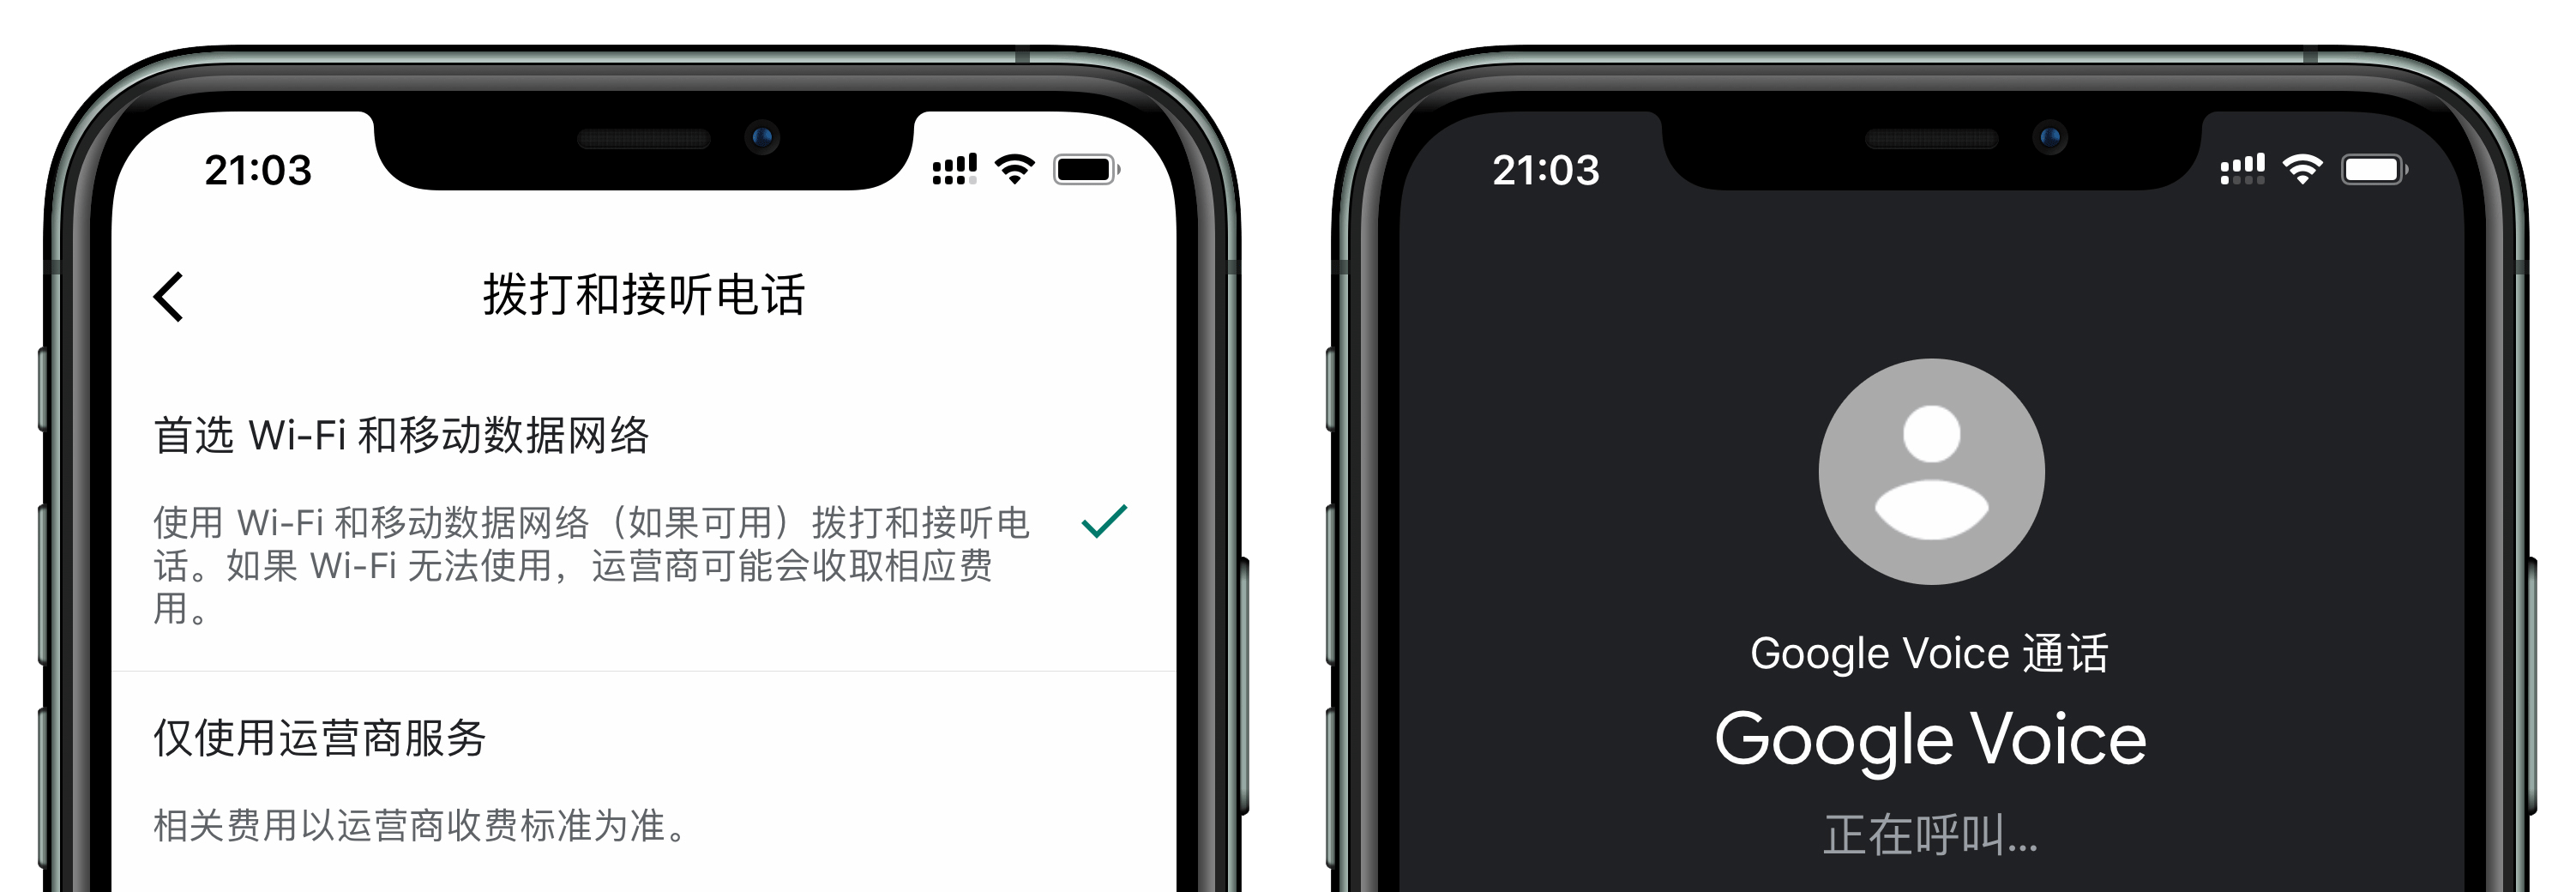 21:03
拨打和接听电话
首选 Wi-Fi 和移动数据网络
使用 Wi-Fi 和移动数据网络（如果可用）拨打和接听电
话。如果 Wi-Fi 无法使用，运营商可能会收取相应费
用。
仅使用运营商服务
相关费用以运营商收费标准为准。
21:03
Google Voice 通话
Google Voice
正在呼叫...